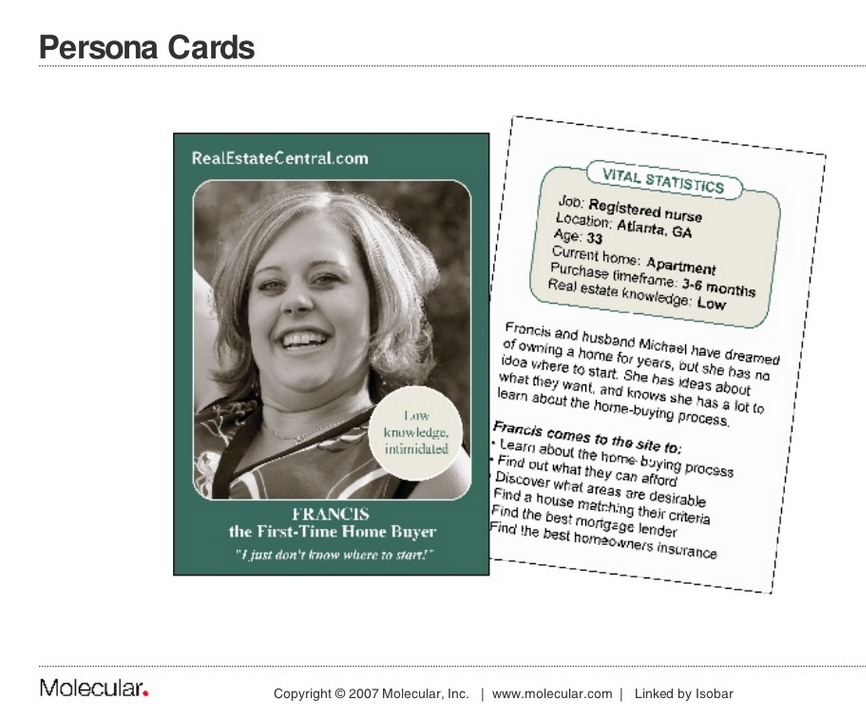 Persona Cards
RealEstateCentral.com
Low
knowledge,
intimidated
FRANCIS
the First-Time Home Buyer
"I just don't know where to start!"
VITAL STATISTICS
Job: Registered nurse
Location: Atlanta, GA
Age: 33
Current home: Apartment
Purchase timeframe: 3-6 months
Real estate knowledge: Low
Francis and husband Michael have dreamed
of owning a home for years, but she has no
idea where to start. She has ideas about
what they want, and knows she has a lot to
learn about the home-buying process.
Francis comes to the site to:
• Learn about the home-buying process
• Find out what they can afford
• Discover what areas are desirable
Find a house matching their criteria
Find the best mortgage lender
Find the best homeowners insurance
Molecular.
Copyright © 2007 Molecular, Inc. | www.molecular.com | Linked by Isobar